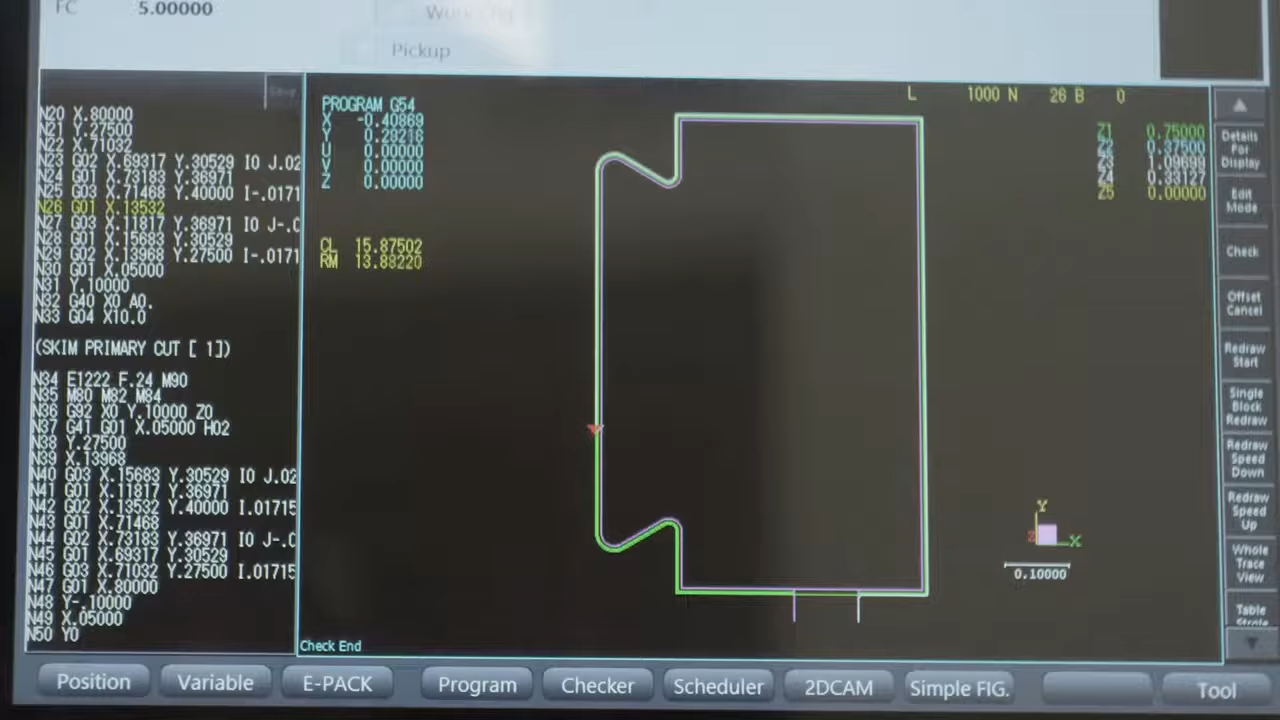 FC 5.00000
Pickup
N20 X.80000
N21 Y.27500
N22 X.71032
N23 G02 X.69317 Y.30529 I0 J.02
N24 G01 X.73183 Y.36971
N25 G03 X.71468 Y.40000 I-.0171
N26 G01 X.13532
N27 G03 X.11817 Y.36971 I0 J-.0
N28 G01 X.15683 Y.30529
N29 G02 X.13968 Y.27500 I-.0171
N30 G01 X.05000
N31 Y.10000
N32 G40 X0 A0.
N33 G04 X10.0
(SKIM PRIMARY CUT [ 1])
N34 E1222 F.24 M90
N35 M80 M82 M84
N36 G92 X0 Y.10000 Z0
N37 G41 G01 X.05000 H02
N38 Y.27500
N39 X.13968
N40 G03 X.15683 Y.30529 I0 J.02
N41 G01 X.11817 Y.36971
N42 G02 X.13532 Y.40000 I.01715
N43 G01 X.71468
N44 G02 X.73183 Y.36971 I0 J-.0
N45 G01 X.69317 Y.30529
N46 G03 X.71032 Y.27500 I.01715
N47 G01 X.80000
N48 Y-.10000
N49 X.05000
N50 Y0
PROGRAM G54
X -0.40869
Y 0.29218
U 0.00000
V 0.00000
Z 0.00000
CL 15.87502
RM 13.88220
L 1000 N 26 B 0
Z1 0.75000
Z2 0.37500
Z3 1.09699
Z4 0.33127
Z5 0.00000
Y
Z X
0.10000
Check End
Details
For
Display
Edit
Mode
Check
Offset
Cancel
Redraw
Start
Single
Block
Redraw
Redraw
Speed
Down
Redraw
Speed
Up
Whole
Trace
View
Table
Position Variable E-PACK Program Checker Scheduler 2DCAM Simple FIG. Tool